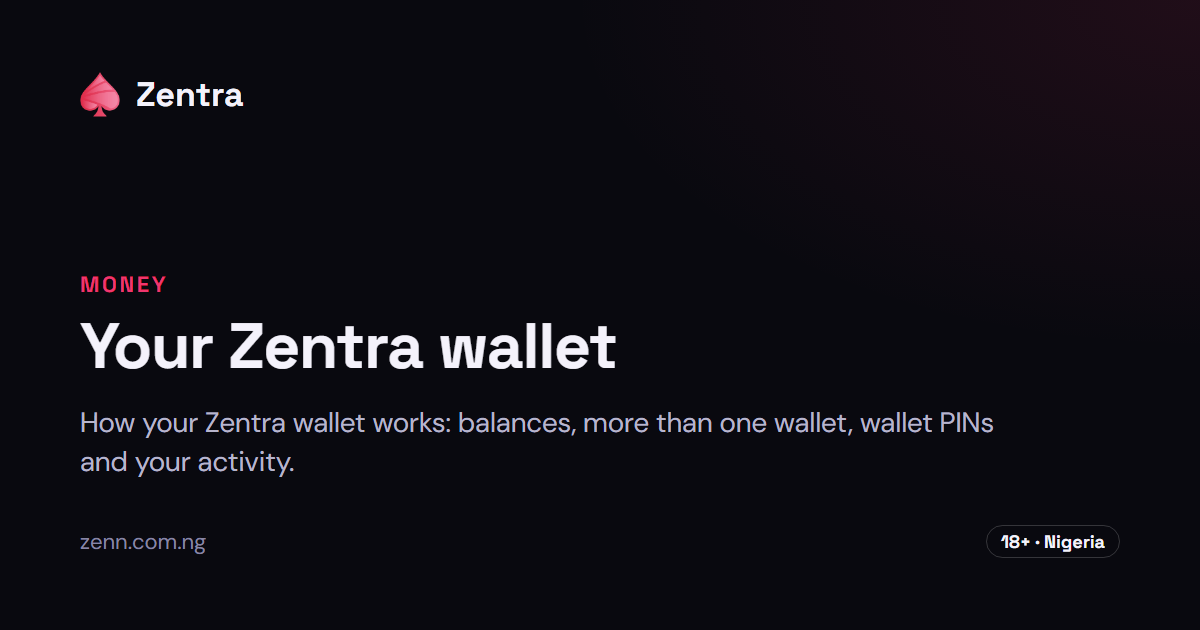 Zentra
MONEY
Your Zentra wallet
How your Zentra wallet works: balances, more than one wallet, wallet PINs
and your activity.
zenn.com.ng
18+ · Nigeria